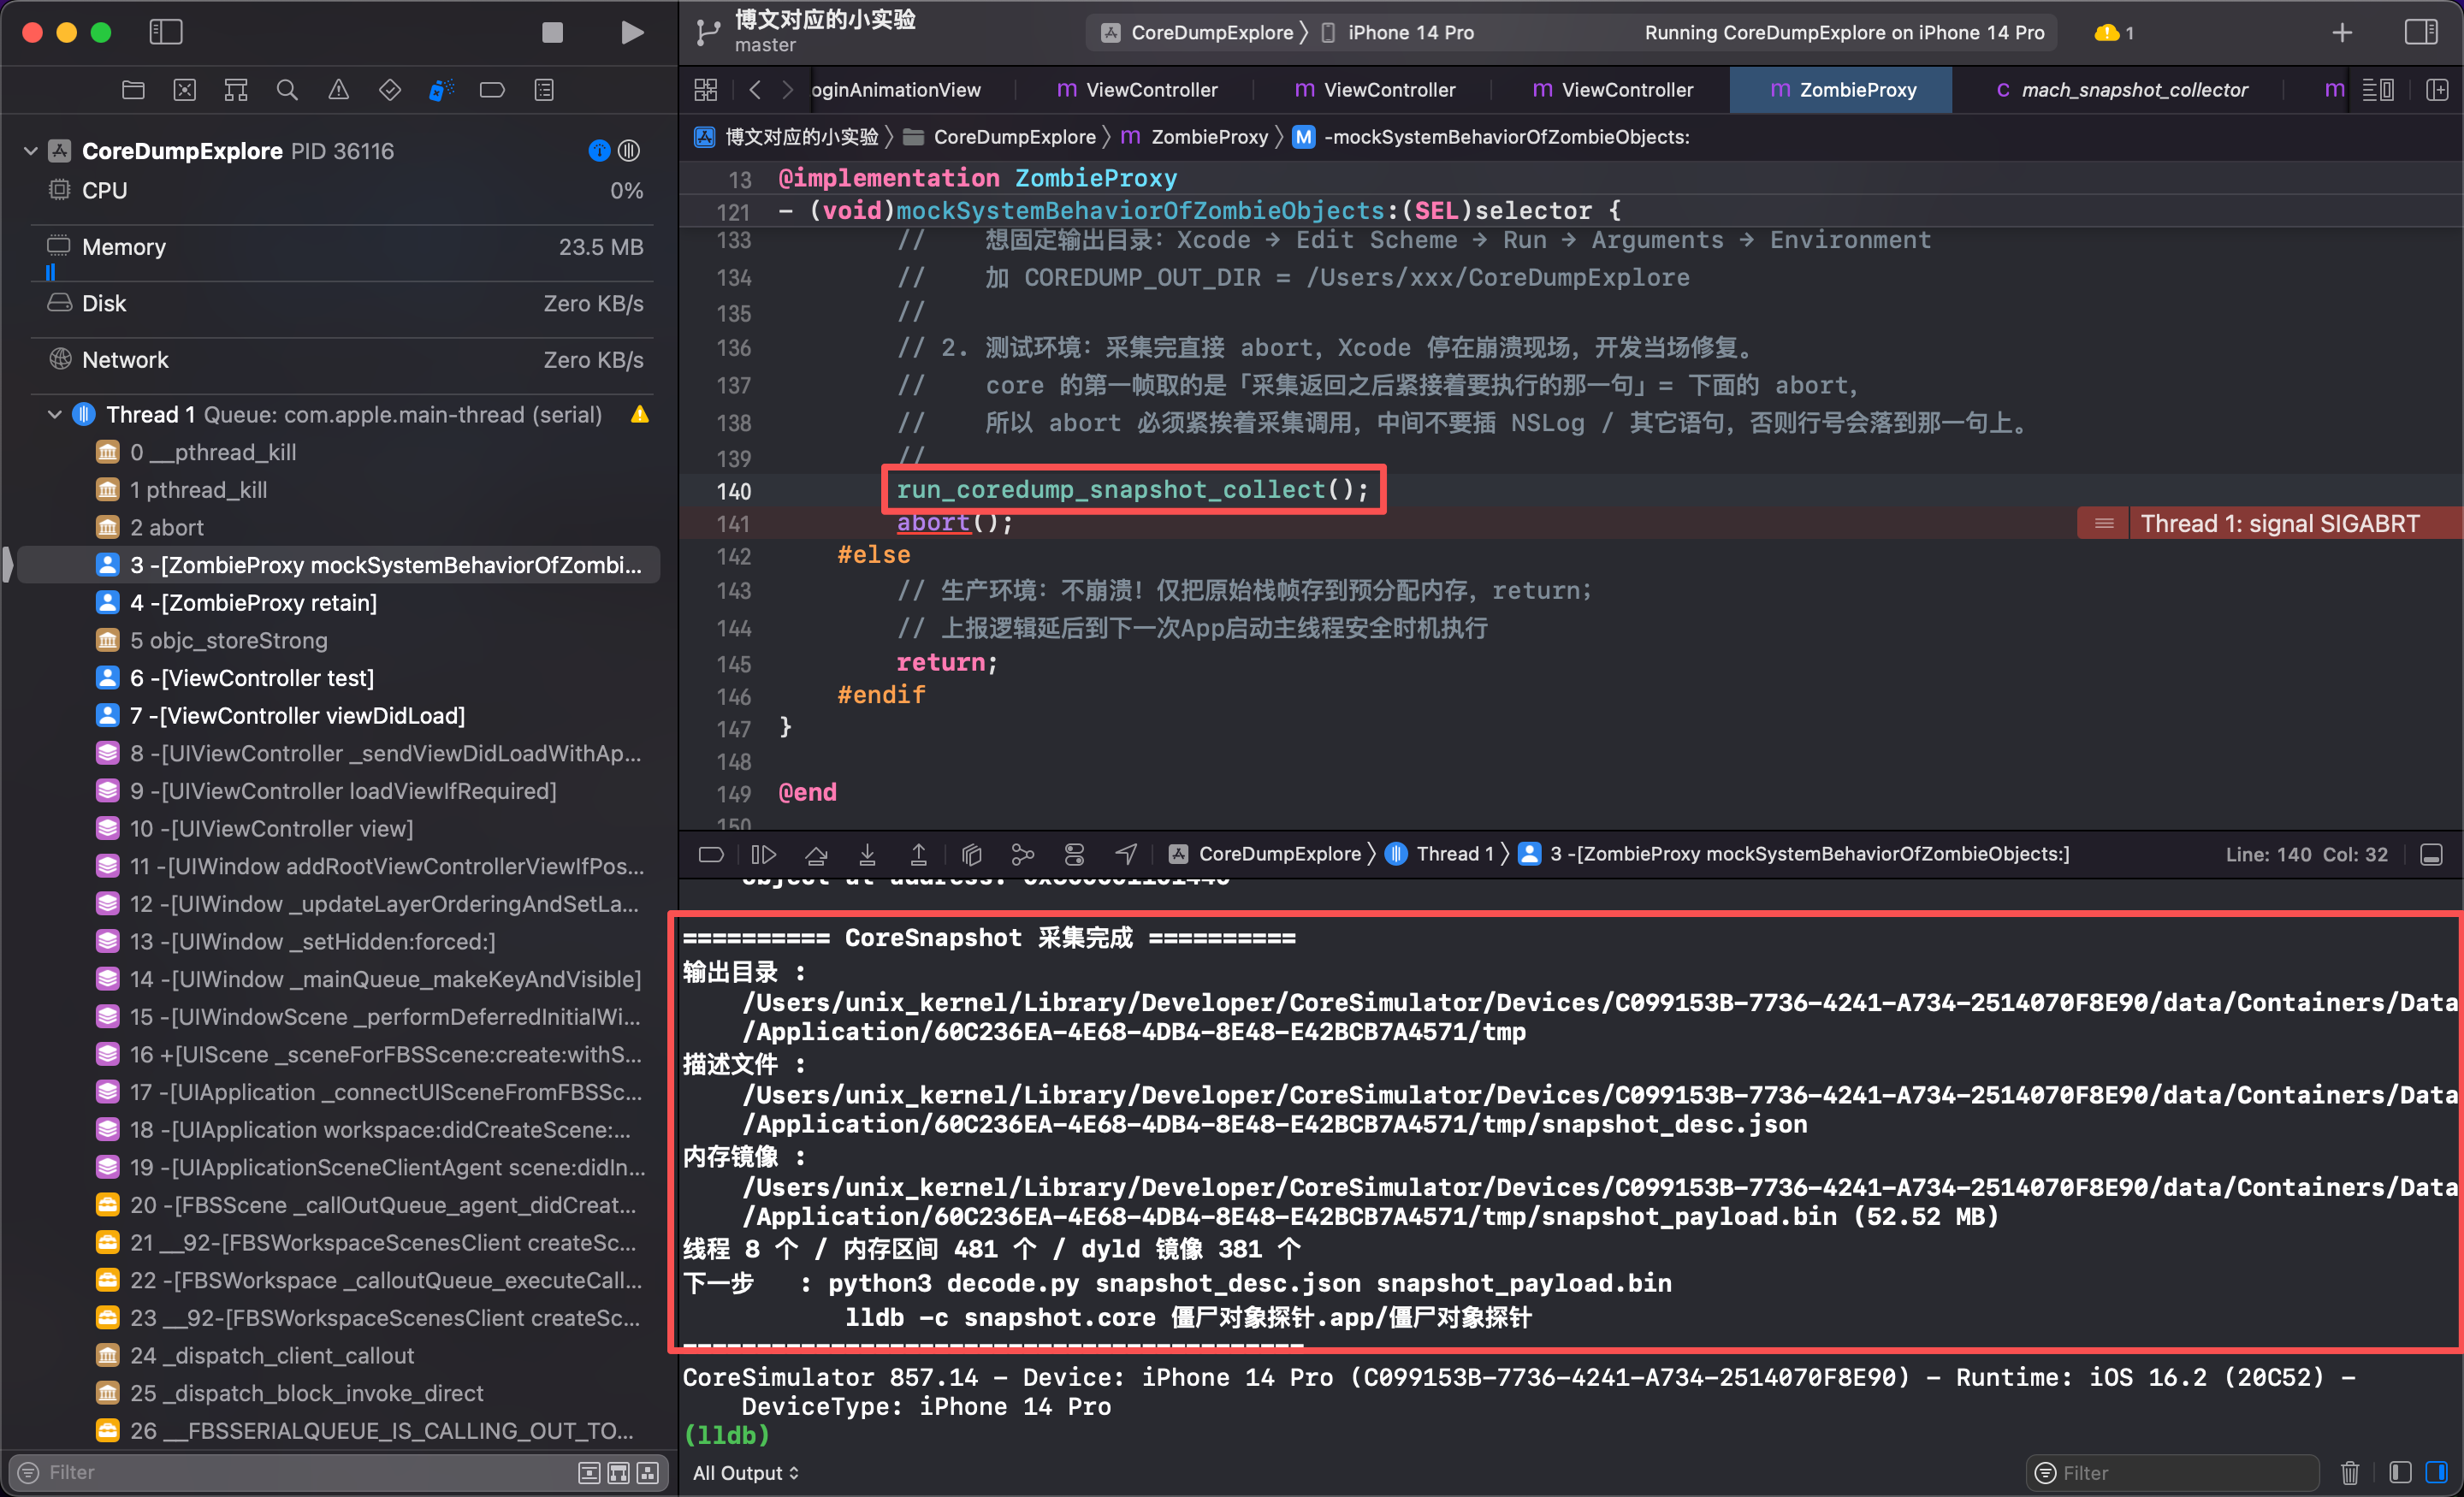 博文对应的小实验
master
CoreDumpExplore 〉 iPhone 14 Pro
Running CoreDumpExplore on iPhone 14 Pro
1
oginAnimationView
m ViewController
m ViewController
m ViewController
m ZombieProxy
C mach_snapshot_collector
m
博文对应的小实验 〉 CoreDumpExplore 〉 m ZombieProxy 〉 M -mockSystemBehaviorOfZombieObjects:
CoreDumpExplore PID 36116
CPU 0%
Memory 23.5 MB
Disk Zero KB/s
Network Zero KB/s
Thread 1 Queue: com.apple.main-thread (serial)
0 __pthread_kill
1 pthread_kill
2 abort
3 -[ZombieProxy mockSystemBehaviorOfZombi...
4 -[ZombieProxy retain]
5 objc_storeStrong
6 -[ViewController test]
7 -[ViewController viewDidLoad]
8 -[UIViewController _sendViewDidLoadWithAp...
9 -[UIViewController loadViewIfRequired]
10 -[UIViewController view]
11 -[UIWindow addRootViewControllerViewIfPos...
12 -[UIWindow _updateLayerOrderingAndSetLa...
13 -[UIWindow _setHidden:forced:]
14 -[UIWindow _mainQueue_makeKeyAndVisible]
15 -[UIWindowScene _performDeferredInitialWi...
16 +[UIScene _sceneForFBSScene:create:withS...
17 -[UIApplication _connectUISceneFromFBSSc...
18 -[UIApplication workspace:didCreateScene:...
19 -[UIApplicationSceneClientAgent scene:didIn...
20 -[FBSScene _callOutQueue_agent_didCreat...
21 __92-[FBSWorkspaceScenesClient createSc...
22 -[FBSWorkspace _calloutQueue_executeCall...
23 __92-[FBSWorkspaceScenesClient createSc...
24 _dispatch_client_callout
25 _dispatch_block_invoke_direct
26 __FBSSERIALQUEUE_IS_CALLING_OUT_TO...
Filter
13 @implementation ZombieProxy
121 - (void)mockSystemBehaviorOfZombieObjects:(SEL)selector {
133 // 想固定输出目录：Xcode → Edit Scheme → Run → Arguments → Environment
134 // 加 COREDUMP_OUT_DIR = /Users/xxx/CoreDumpExplore
135 //
136 // 2. 测试环境：采集完直接 abort，Xcode 停在崩溃现场，开发当场修复。
137 // core 的第一帧取的是「采集返回之后紧接着要执行的那一句」= 下面的 abort，
138 // 所以 abort 必须紧挨着采集调用，中间不要插 NSLog / 其它语句，否则行号会落到那一句上。
139 //
140 run_coredump_snapshot_collect();
141 abort();
Thread 1: signal SIGABRT
142 #else
143 // 生产环境：不崩溃！仅把原始栈帧存到预分配内存，return；
144 // 上报逻辑延后到下一次App启动主线程安全时机执行
145 return;
146 #endif
147 }
148
149 @end
150
CoreDumpExplore 〉 Thread 1 〉 3 -[ZombieProxy mockSystemBehaviorOfZombieObjects:]
Line: 140 Col: 32
========== CoreSnapshot 采集完成 ==========
输出目录 :
/Users/unix_kernel/Library/Developer/CoreSimulator/Devices/C099153B-7736-4241-A734-2514070F8E90/data/Containers/Data
/Application/60C236EA-4E68-4DB4-8E48-E42BCB7A4571/tmp
描述文件 :
/Users/unix_kernel/Library/Developer/CoreSimulator/Devices/C099153B-7736-4241-A734-2514070F8E90/data/Containers/Data
/Application/60C236EA-4E68-4DB4-8E48-E42BCB7A4571/tmp/snapshot_desc.json
内存镜像 :
/Users/unix_kernel/Library/Developer/CoreSimulator/Devices/C099153B-7736-4241-A734-2514070F8E90/data/Containers/Data
/Application/60C236EA-4E68-4DB4-8E48-E42BCB7A4571/tmp/snapshot_payload.bin (52.52 MB)
线程 8 个 / 内存区间 481 个 / dyld 镜像 381 个
下一步 : python3 decode.py snapshot_desc.json snapshot_payload.bin
lldb -c snapshot.core 僵尸对象探针.app/僵尸对象探针
==========================================
CoreSimulator 857.14 - Device: iPhone 14 Pro (C099153B-7736-4241-A734-2514070F8E90) - Runtime: iOS 16.2 (20C52) -
DeviceType: iPhone 14 Pro
(lldb)
All Output
Filter